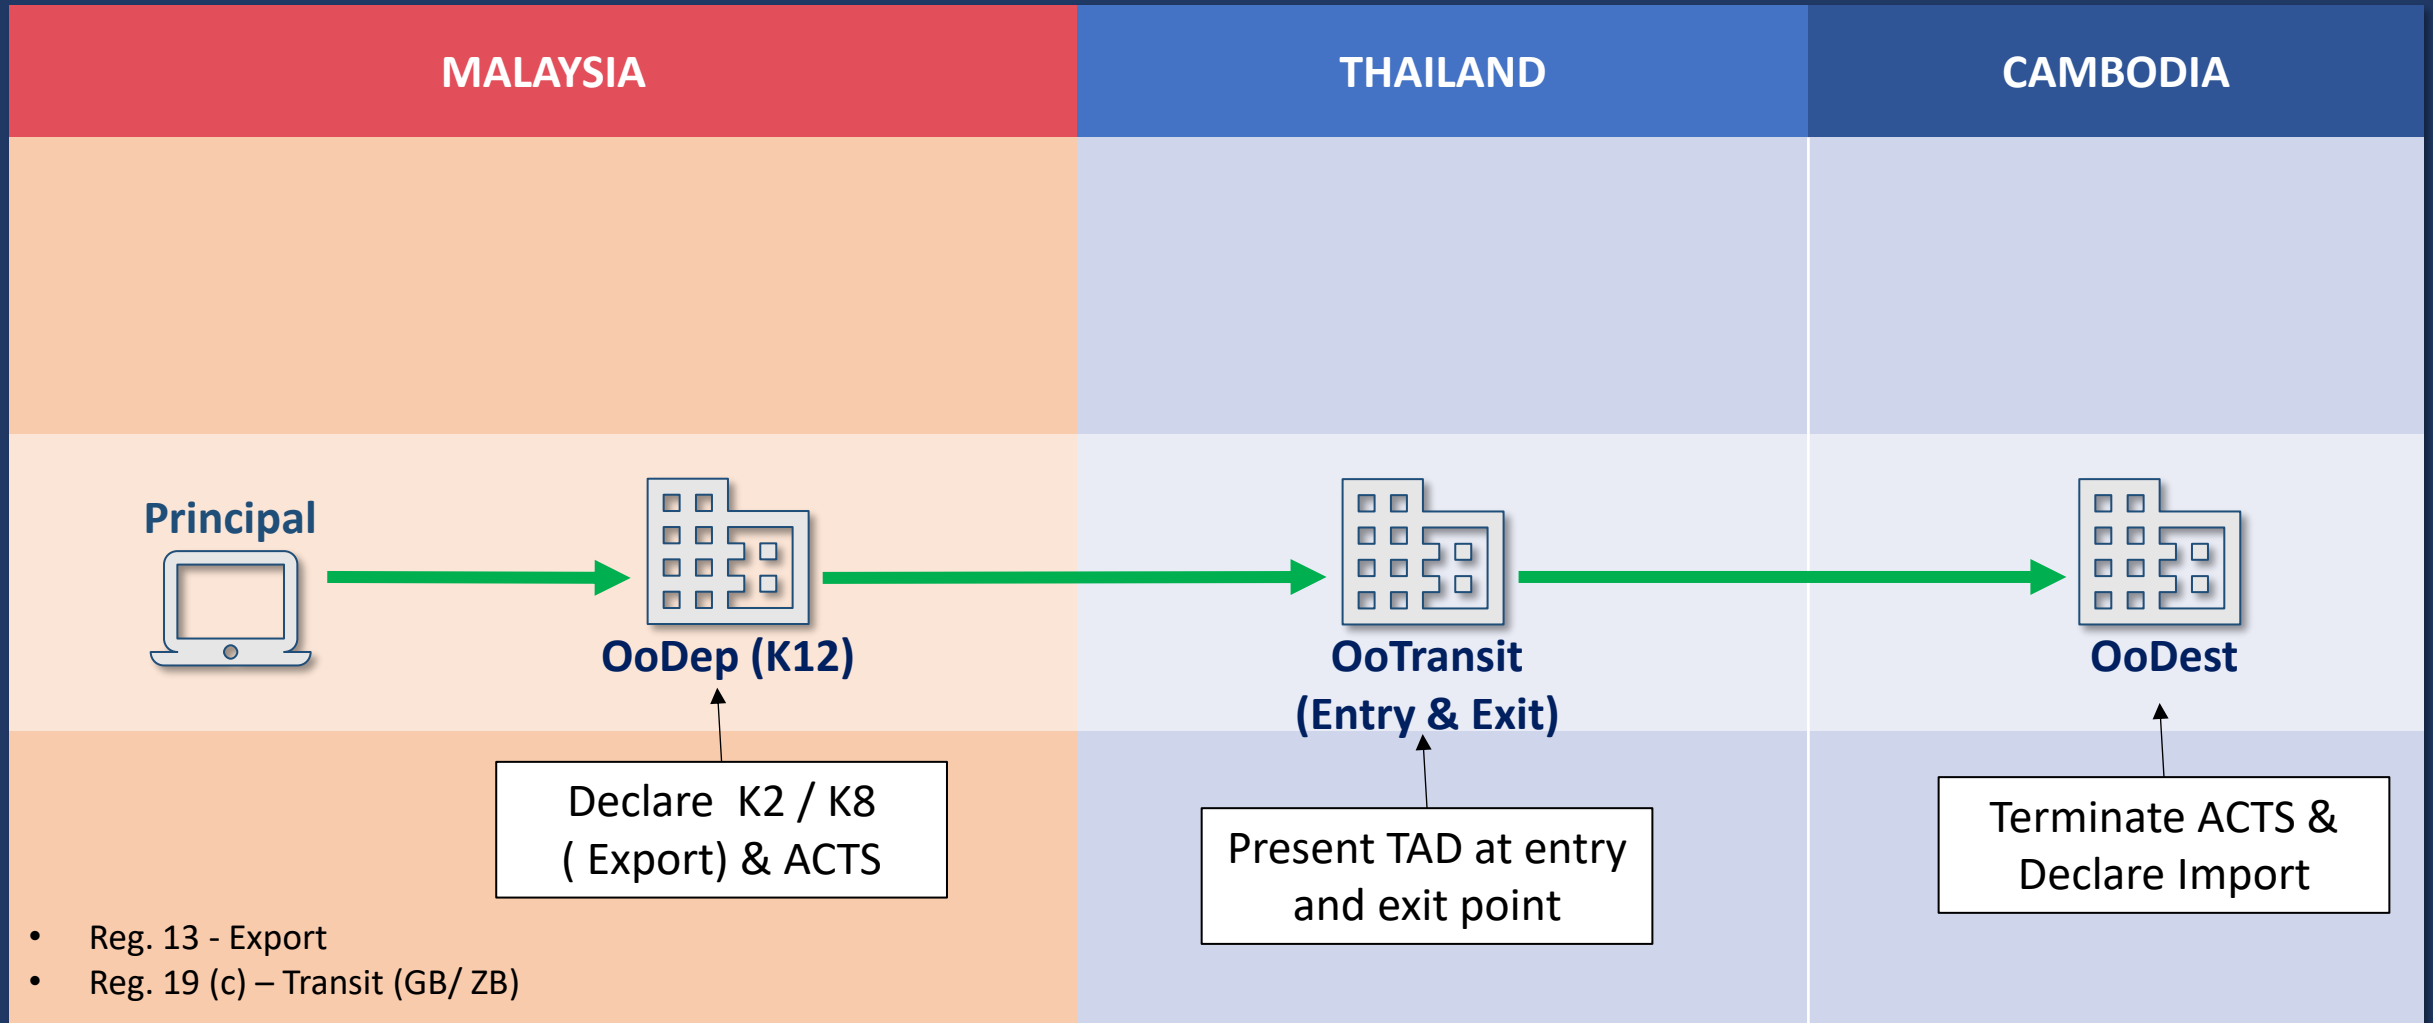 MALAYSIA
THAILAND
CAMBODIA
Principal
OoDep (K12)
OoTransit
(Entry & Exit)
OoDest
Declare  K2 / K8
( Export) & ACTS
Present TAD at entry
and exit point
Terminate ACTS &
Declare Import
• Reg. 13 - Export
• Reg. 19 (c) – Transit (GB/ ZB)